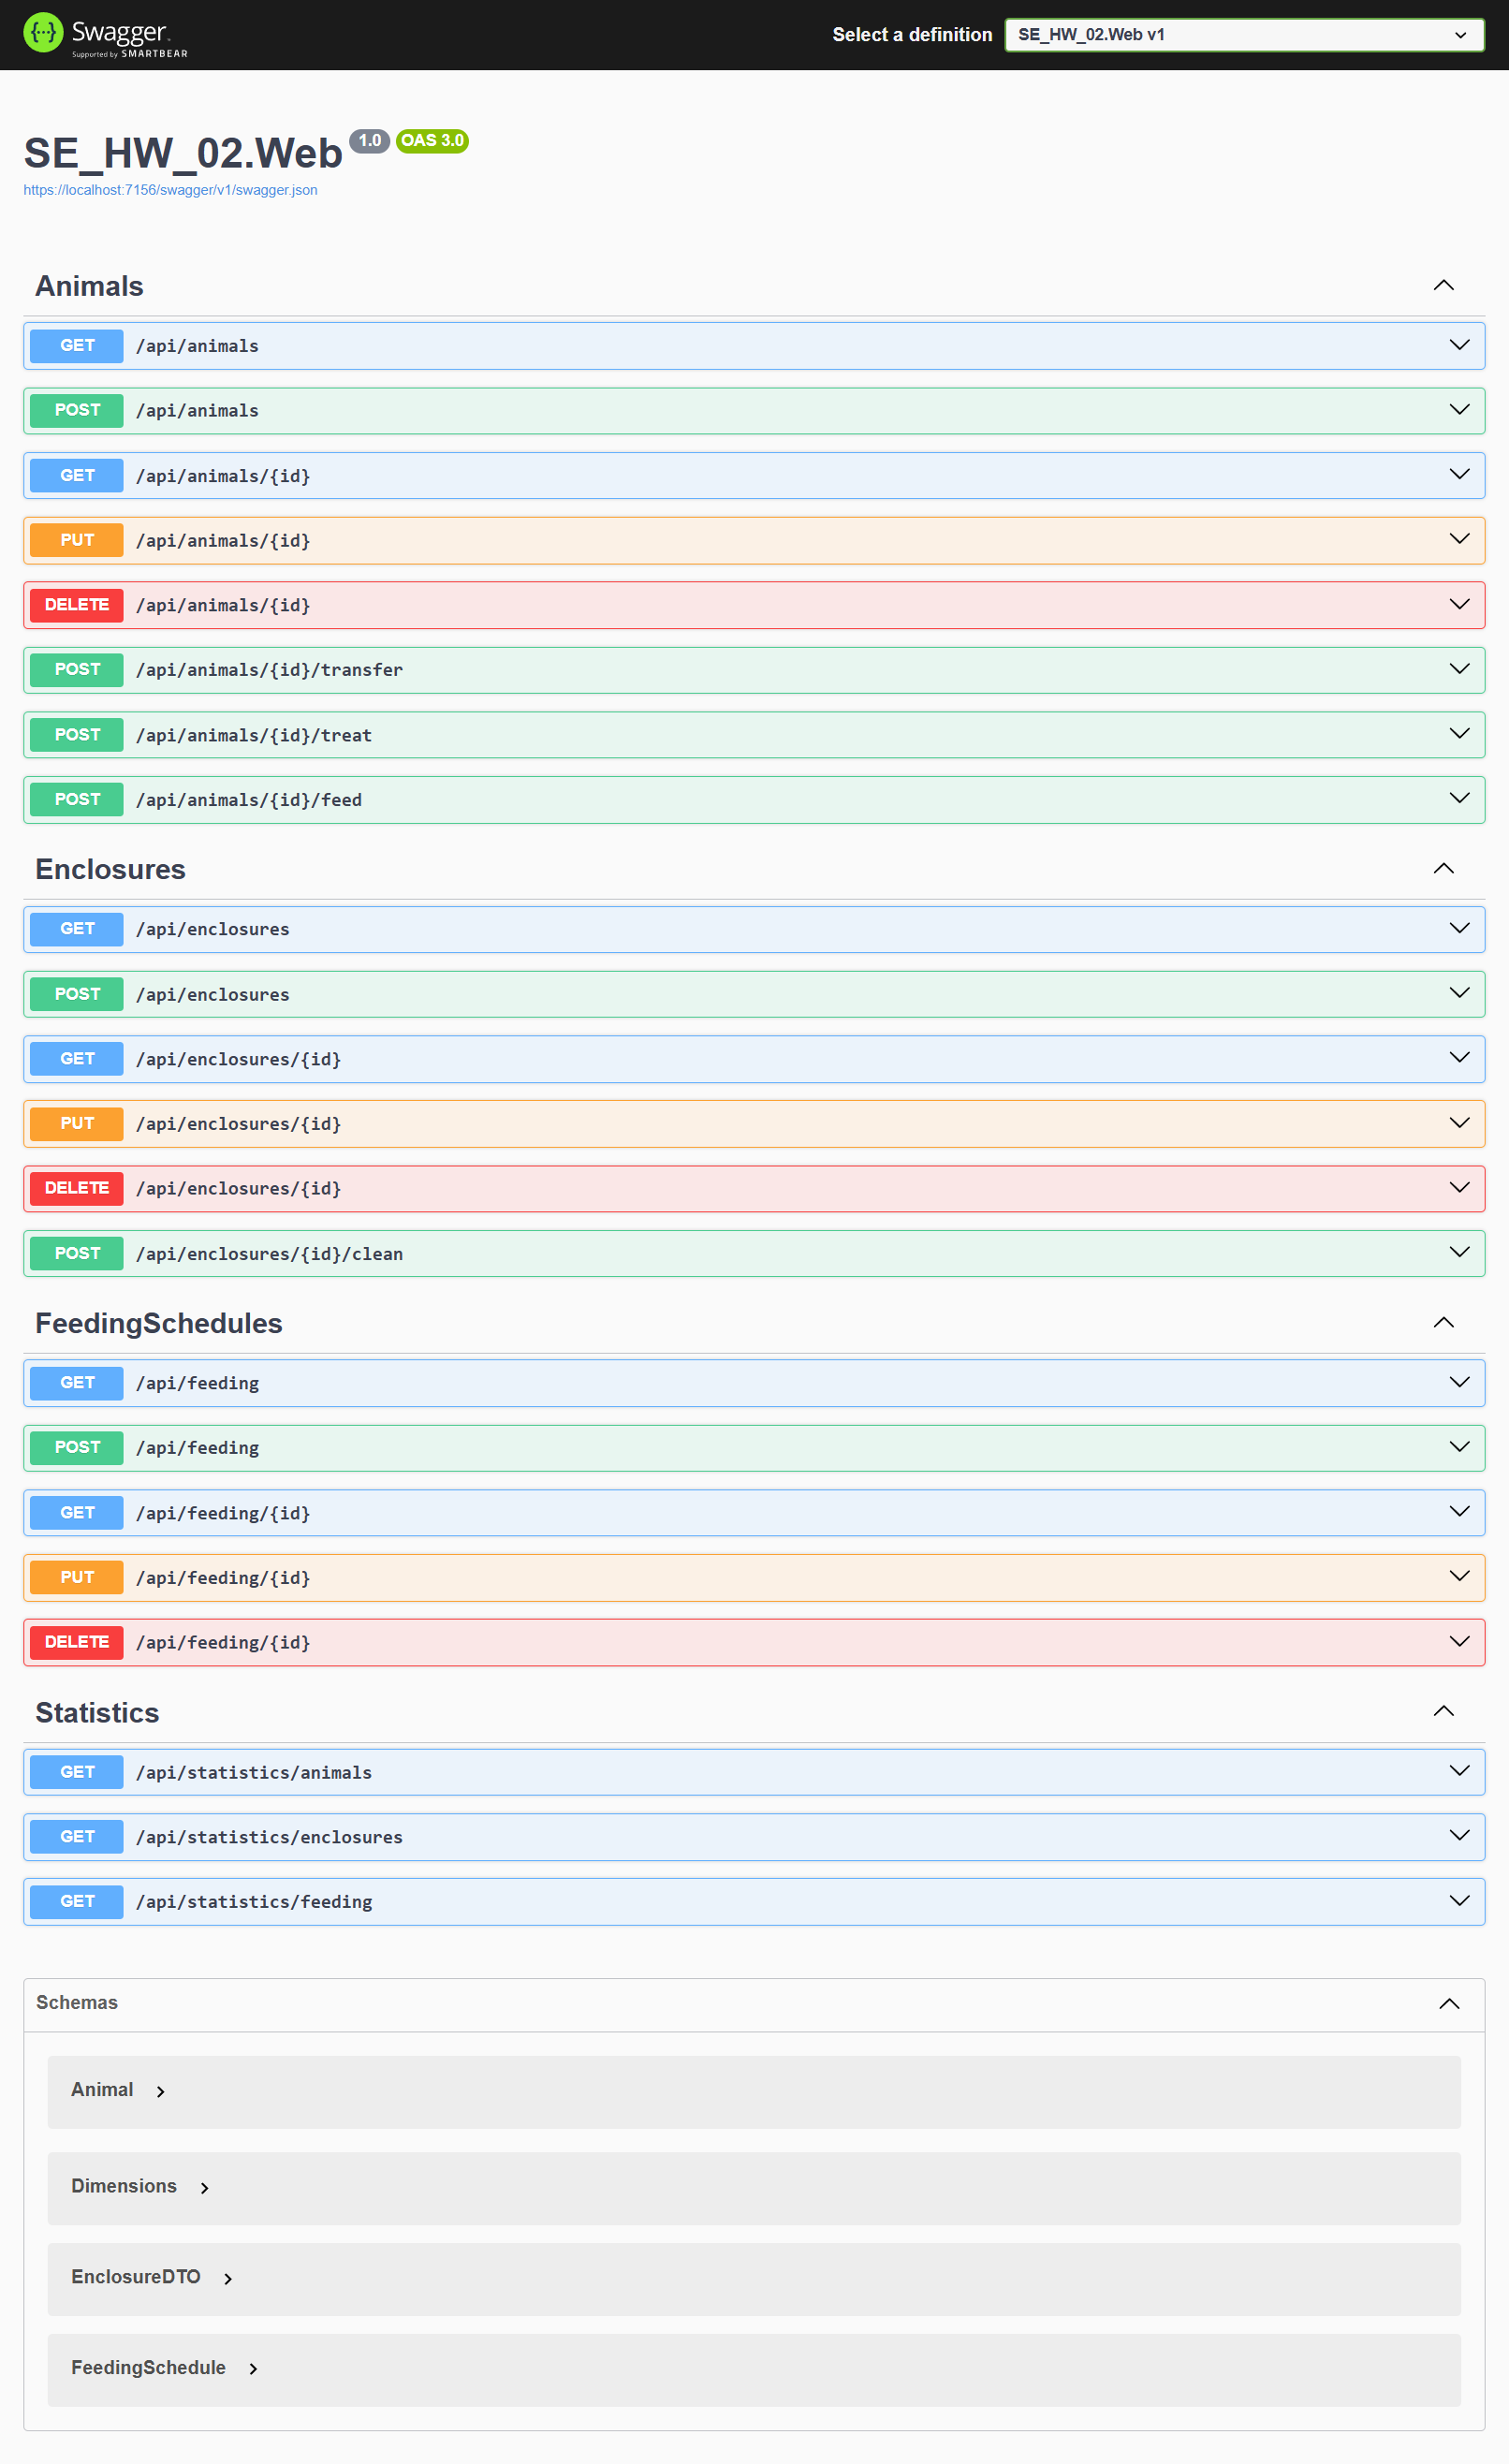 Swagger
Supported by SMARTBEAR
Select a definition
SE_HW_02.Web v1
SE_HW_02.Web 1.0 OAS 3.0
https://localhost:7156/swagger/v1/swagger.json
Animals
GET /api/animals
POST /api/animals
GET /api/animals/{id}
PUT /api/animals/{id}
DELETE /api/animals/{id}
POST /api/animals/{id}/transfer
POST /api/animals/{id}/treat
POST /api/animals/{id}/feed
Enclosures
GET /api/enclosures
POST /api/enclosures
GET /api/enclosures/{id}
PUT /api/enclosures/{id}
DELETE /api/enclosures/{id}
POST /api/enclosures/{id}/clean
FeedingSchedules
GET /api/feeding
POST /api/feeding
GET /api/feeding/{id}
PUT /api/feeding/{id}
DELETE /api/feeding/{id}
Statistics
GET /api/statistics/animals
GET /api/statistics/enclosures
GET /api/statistics/feeding
Schemas
Animal
Dimensions
EnclosureDTO
FeedingSchedule